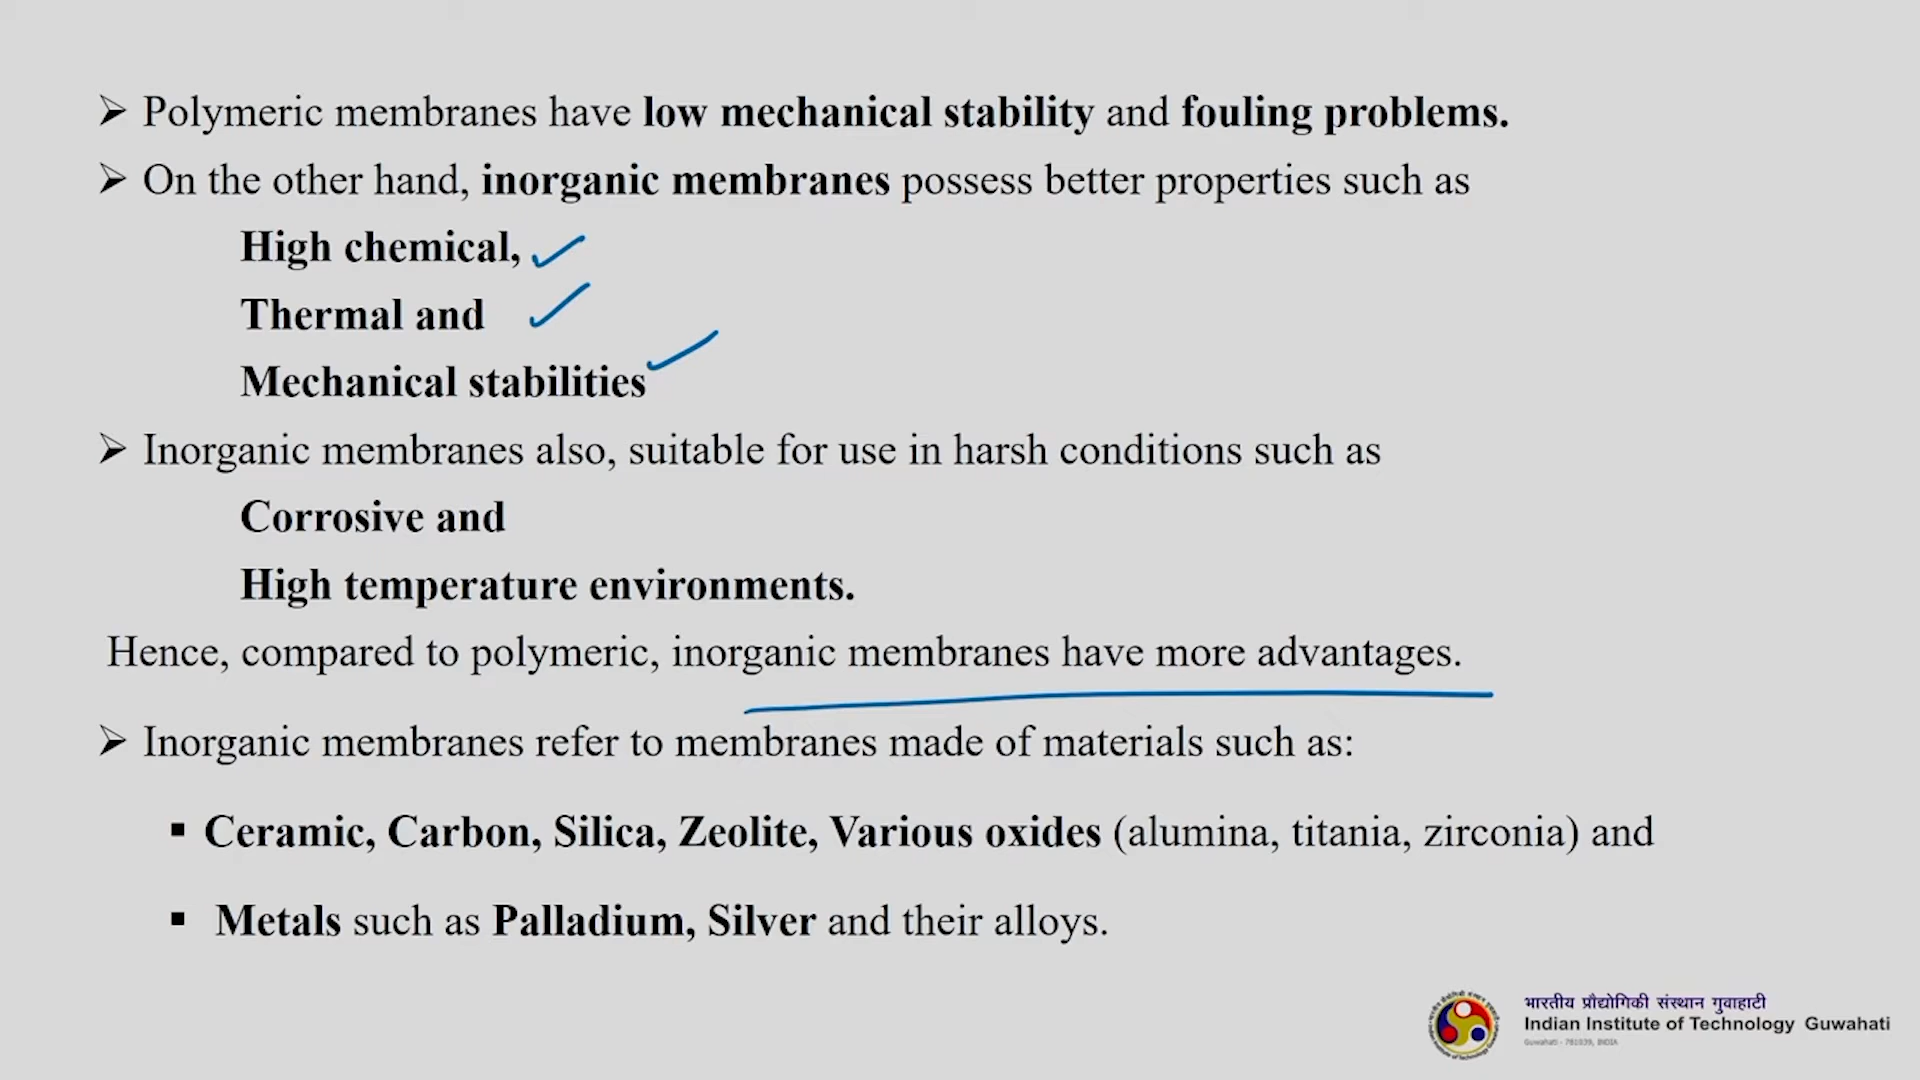 Polymeric membranes have low mechanical stability and fouling problems.
On the other hand, inorganic membranes possess better properties such as
High chemical,
Thermal and
Mechanical stabilities
Inorganic membranes also, suitable for use in harsh conditions such as
Corrosive and
High temperature environments.
Hence, compared to polymeric, inorganic membranes have more advantages.
Inorganic membranes refer to membranes made of materials such as:
Ceramic, Carbon, Silica, Zeolite, Various oxides (alumina, titania, zirconia) and
Metals such as Palladium, Silver and their alloys.
भारतीय प्रौद्योगिकी संस्थान गुवाहाटी
Indian Institute of Technology Guwahati
Guwahati - 781039, INDIA